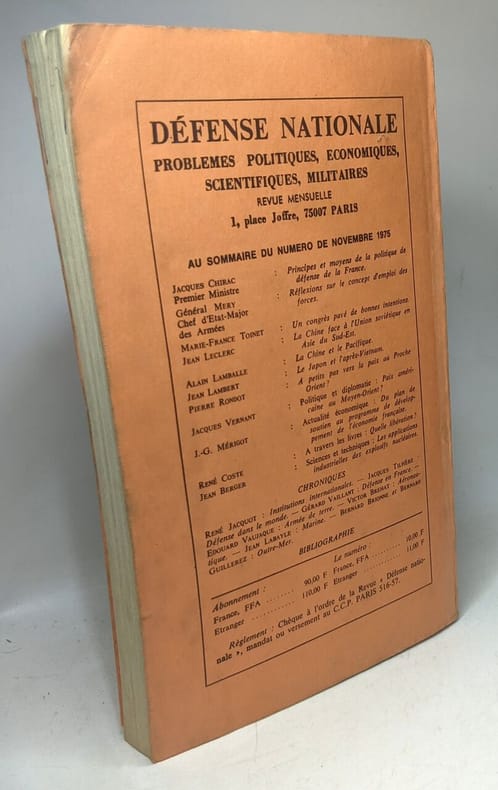 DÉFENSE NATIONALE
PROBLEMES POLITIQUES, ECONOMIQUES,
SCIENTIFIQUES, MILITAIRES
REVUE MENSUELLE
1, place Joffre, 75007 PARIS
AU SOMMAIRE DU NUMERO DE NOVEMBRE 1975
JACQUES CHIRAC : Principes et moyens de la politique de
Premier Ministre défense de la France.
Général MERY : Réflexions sur le concept d'emploi des
Chef d'Etat-Major forces.
des Armées
MARIE-FRANCE TOINET : Un congrès pavé de bonnes intentions.
JEAN LECLERC : La Chine face à l'Union soviétique en
Asie du Sud-Est.
ALAIN LAMBALLE : La Chine et le Pacifique.
JEAN LAMBERT : Le Japon et l'après-Vietnam.
PIERRE RONDOT : A petits pas vers la paix au Proche
Orient ?
JACQUES VERNANT : Politique et diplomatie : Paix améri-
caine au Moyen-Orient ?
J.-G. MÉRIGOT : Actualité économique : Du plan de
soutien au programme de dévelop-
pement de l'économie française.
RENÉ COSTE : A travers les livres : Quelle libération ?
JEAN BERGER : Sciences et techniques : Les applications
industrielles des explosifs nucléaires.
CHRONIQUES
RENÉ JACQUOT : Institutions internationales. — JACQUES
Défense dans le monde. — GÉRARD VAILLANT : Défense en France. —
EDOUARD VALJAQUE : Armée de terre. — VICTOR BREHAT : Aéronau-
tique. — JEAN LABAYLE : Marine. — BERNARD BRIONNE et BERNARD
GUILLEREZ : Outre-Mer.
BIBLIOGRAPHIE
Abonnement : Le numéro :
France, FFA .......... 90,00 F France, FFA .......... 10,00 F
Etranger .......... 110,00 F Etranger .......... 11,00 F
Règlement : Chèque à l'ordre de la Revue « Défense natio-
nale », mandat ou versement au C.C.P. PARIS 516-57.